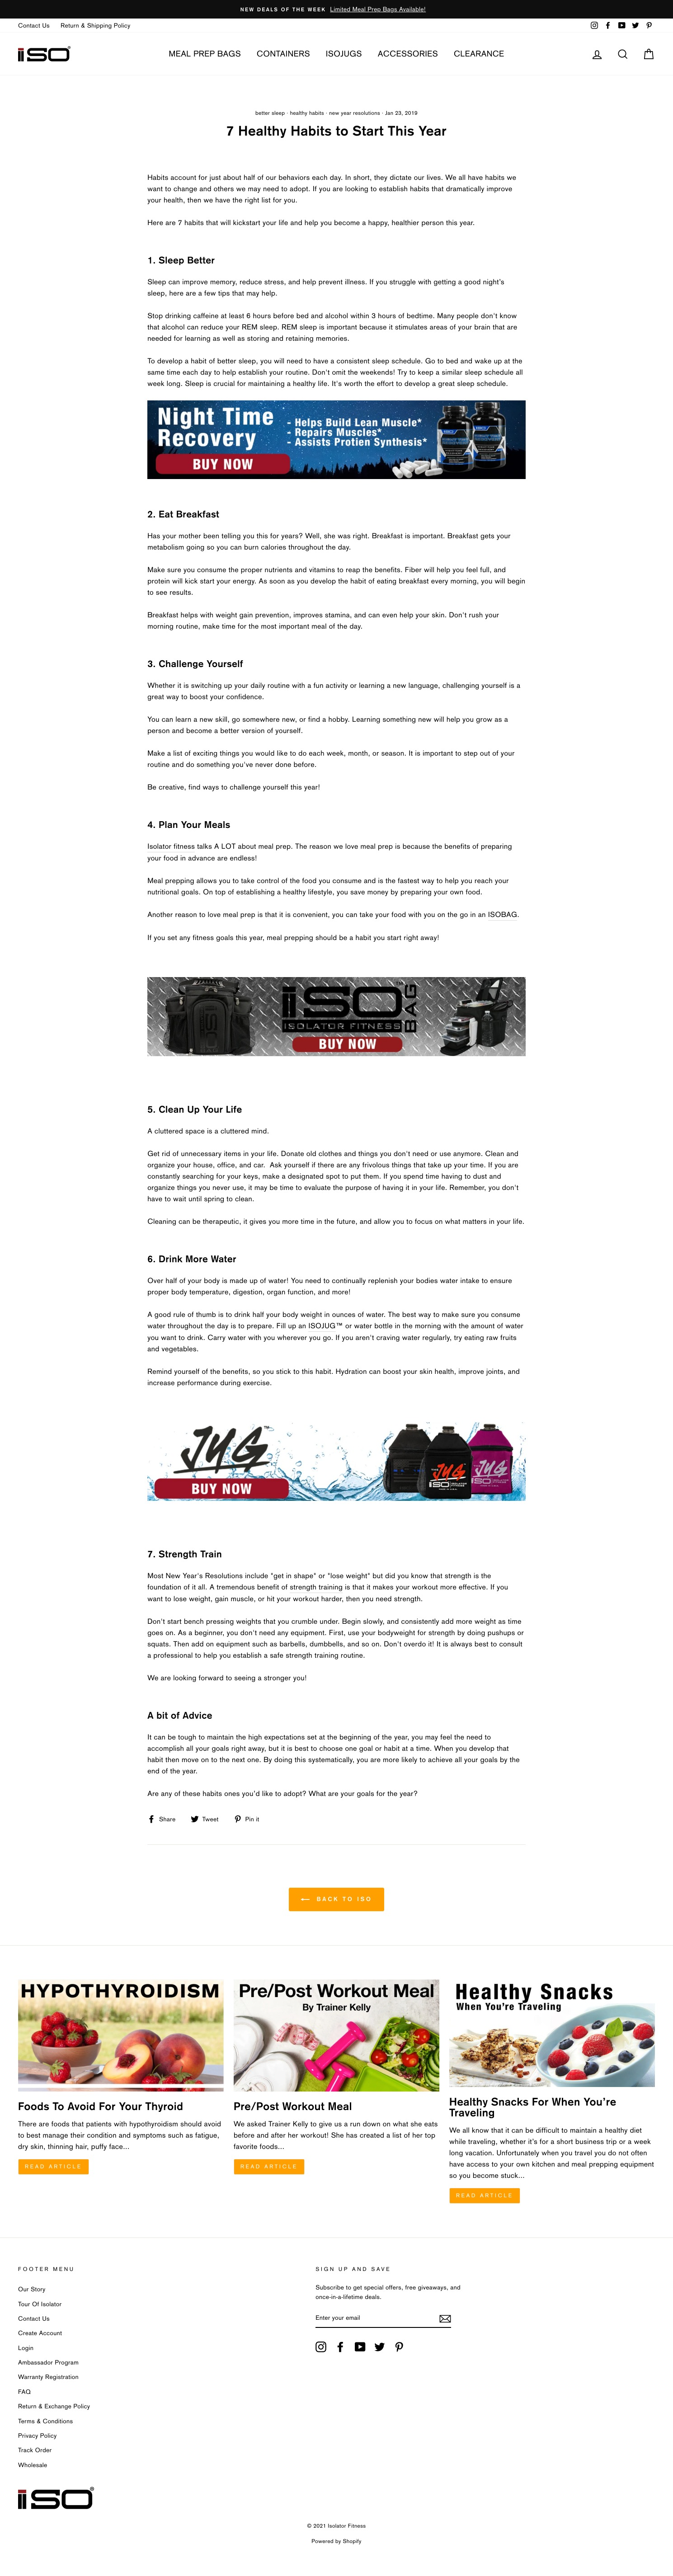 NEW DEALS OF THE WEEK Limited Meal Prep Bags Available!
Contact Us Return & Shipping Policy
iSO®
MEAL PREP BAGS CONTAINERS ISOJUGS ACCESSORIES CLEARANCE
better sleep · healthy habits · new year resolutions · Jan 23, 2019
7 Healthy Habits to Start This Year
Habits account for just about half of our behaviors each day. In short, they dictate our lives. We all have habits we
want to change and others we may need to adopt. If you are looking to establish habits that dramatically improve
your health, then we have the right list for you.
Here are 7 habits that will kickstart your life and help you become a happy, healthier person this year.
1. Sleep Better
Sleep can improve memory, reduce stress, and help prevent illness. If you struggle with getting a good night's
sleep, here are a few tips that may help.
Stop drinking caffeine at least 6 hours before bed and alcohol within 3 hours of bedtime. Many people don't know
that alcohol can reduce your REM sleep. REM sleep is important because it stimulates areas of your brain that are
needed for learning as well as storing and retaining memories.
To develop a habit of better sleep, you will need to have a consistent sleep schedule. Go to bed and wake up at the
same time each day to help establish your routine. Don't omit the weekends! Try to keep a similar sleep schedule all
week long. Sleep is crucial for maintaining a healthy life. It's worth the effort to develop a great sleep schedule.
Night Time
Recovery
- Helps Build Lean Muscle*
- Repairs Muscles*
- Assists Protien Synthesis*
BUY NOW
2. Eat Breakfast
Has your mother been telling you this for years? Well, she was right. Breakfast is important. Breakfast gets your
metabolism going so you can burn calories throughout the day.
Make sure you consume the proper nutrients and vitamins to reap the benefits. Fiber will help you feel full, and
protein will kick start your energy. As soon as you develop the habit of eating breakfast every morning, you will begin
to see results.
Breakfast helps with weight gain prevention, improves stamina, and can even help your skin. Don't rush your
morning routine, make time for the most important meal of the day.
3. Challenge Yourself
Whether it is switching up your daily routine with a fun activity or learning a new language, challenging yourself is a
great way to boost your confidence.
You can learn a new skill, go somewhere new, or find a hobby. Learning something new will help you grow as a
person and become a better version of yourself.
Make a list of exciting things you would like to do each week, month, or season. It is important to step out of your
routine and do something you've never done before.
Be creative, find ways to challenge yourself this year!
4. Plan Your Meals
Isolator fitness talks A LOT about meal prep. The reason we love meal prep is because the benefits of preparing
your food in advance are endless!
Meal prepping allows you to take control of the food you consume and is the fastest way to help you reach your
nutritional goals. On top of establishing a healthy lifestyle, you save money by preparing your own food.
Another reason to love meal prep is that it is convenient, you can take your food with you on the go in an ISOBAG.
If you set any fitness goals this year, meal prepping should be a habit you start right away!
iSO BAG™
ISOLATOR FITNESS
BUY NOW
5. Clean Up Your Life
A cluttered space is a cluttered mind.
Get rid of unnecessary items in your life. Donate old clothes and things you don't need or use anymore. Clean and
organize your house, office, and car. Ask yourself if there are any frivolous things that take up your time. If you are
constantly searching for your keys, make a designated spot to put them. If you spend time having to dust and
organize things you never use, it may be time to evaluate the purpose of having it in your life. Remember, you don't
have to wait until spring to clean.
Cleaning can be therapeutic, it gives you more time in the future, and allow you to focus on what matters in your life.
6. Drink More Water
Over half of your body is made up of water! You need to continually replenish your bodies water intake to ensure
proper body temperature, digestion, organ function, and more!
A good rule of thumb is to drink half your body weight in ounces of water. The best way to make sure you consume
water throughout the day is to prepare. Fill up an ISOJUG™ or water bottle in the morning with the amount of water
you want to drink. Carry water with you wherever you go. If you aren't craving water regularly, try eating raw fruits
and vegetables.
Remind yourself of the benefits, so you stick to this habit. Hydration can boost your skin health, improve joints, and
increase performance during exercise.
JUG™
BUY NOW
JUG
iSO
JUG
iSO
7. Strength Train
Most New Year's Resolutions include "get in shape" or "lose weight" but did you know that strength is the
foundation of it all. A tremendous benefit of strength training is that it makes your workout more effective. If you
want to lose weight, gain muscle, or hit your workout harder, then you need strength.
Don't start bench pressing weights that you crumble under. Begin slowly, and consistently add more weight as time
goes on. As a beginner, you don't need any equipment. First, use your bodyweight for strength by doing pushups or
squats. Then add on equipment such as barbells, dumbbells, and so on. Don't overdo it! It is always best to consult
a professional to help you establish a safe strength training routine.
We are looking forward to seeing a stronger you!
A bit of Advice
It can be tough to maintain the high expectations set at the beginning of the year, you may feel the need to
accomplish all your goals right away, but it is best to choose one goal or habit at a time. When you develop that
habit then move on to the next one. By doing this systematically, you are more likely to achieve all your goals by the
end of the year.
Are any of these habits ones you'd like to adopt? What are your goals for the year?
Share Tweet Pin it
BACK TO ISO
HYPOTHYROIDISM
Foods To Avoid For Your Thyroid
There are foods that patients with hypothyroidism should avoid
to best manage their condition and symptoms such as fatigue,
dry skin, thinning hair, puffy face...
READ ARTICLE
Pre/Post Workout Meal
By Trainer Kelly
Pre/Post Workout Meal
We asked Trainer Kelly to give us a run down on what she eats
before and after her workout! She has created a list of her top
favorite foods...
READ ARTICLE
Healthy Snacks
When You're Traveling
Healthy Snacks For When You're
Traveling
We all know that it can be difficult to maintain a healthy diet
while traveling, whether it's for a short business trip or a week
long vacation. Unfortunately when you travel you do not often
have access to your own kitchen and meal prepping equipment
so you become stuck...
READ ARTICLE
FOOTER MENU
Our Story
Tour Of Isolator
Contact Us
Create Account
Login
Ambassador Program
Warranty Registration
FAQ
Return & Exchange Policy
Terms & Conditions
Privacy Policy
Track Order
Wholesale
SIGN UP AND SAVE
Subscribe to get special offers, free giveaways, and
once-in-a-lifetime deals.
Enter your email
iSO®
© 2021 Isolator Fitness
Powered by Shopify